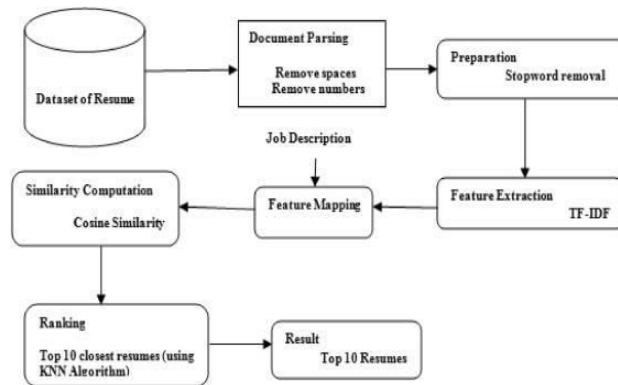 Dataset of Resume
Document Parsing
Remove spaces
Remove numbers
Preparation
Stopword removal
Job Description
Similarity Computation
Cosine Similarity
Feature Mapping
Feature Extraction
TF-IDF
Ranking
Top 10 closest resumes (using
KNN Algorithm)
Result
Top 10 Resumes